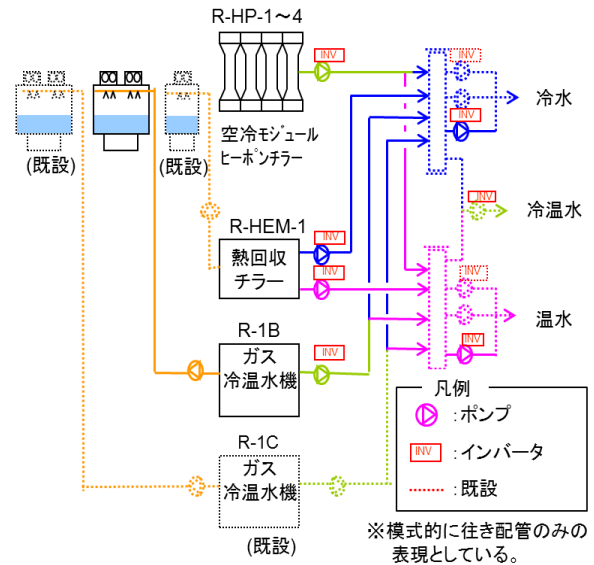 R-HP-1～4
INV
INV
空冷モジュール
ヒーポンチラー
INV
冷水
(既設)
(既設)
INV
冷温水
R-HEM-1
INV
熱回収
チラー
INV
INV
温水
INV
R-1B
ガス
冷温水機
INV
凡例
:ポンプ
INV
:インバータ
:既設
R-1C
ガス
冷温水機
(既設)
※模式的に往き配管のみの
表現としている。